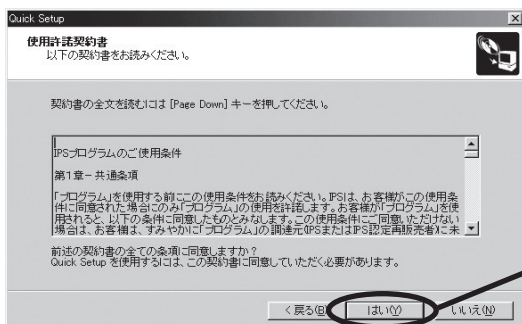 Quick Setup
使用許諾契約書
以下の契約書をお読みください。
契約書の全文を読むには [Page Down] キーを押してください。
IPSプログラムのご使用条件
第1章－共通条項
「プログラム」を使用する前にこの使用条件をお読みください。IPSは、お客様がこの使用条
件に同意された場合にのみ「プログラム」の使用を許諾します。お客様が「プログラム」を使
用されると、以下の条件に同意したものとみなします。この使用条件にご同意いただけない
場合は、お客様は、すみやかに「プログラム」の調達元(IPSまたはIPS認定再販売者)に未
前述の契約書の全ての条項に同意しますか?
Quick Setup を使用するには、この契約書に同意していただく必要があります。
< 戻る(B)
はい(Y)
いいえ(N)